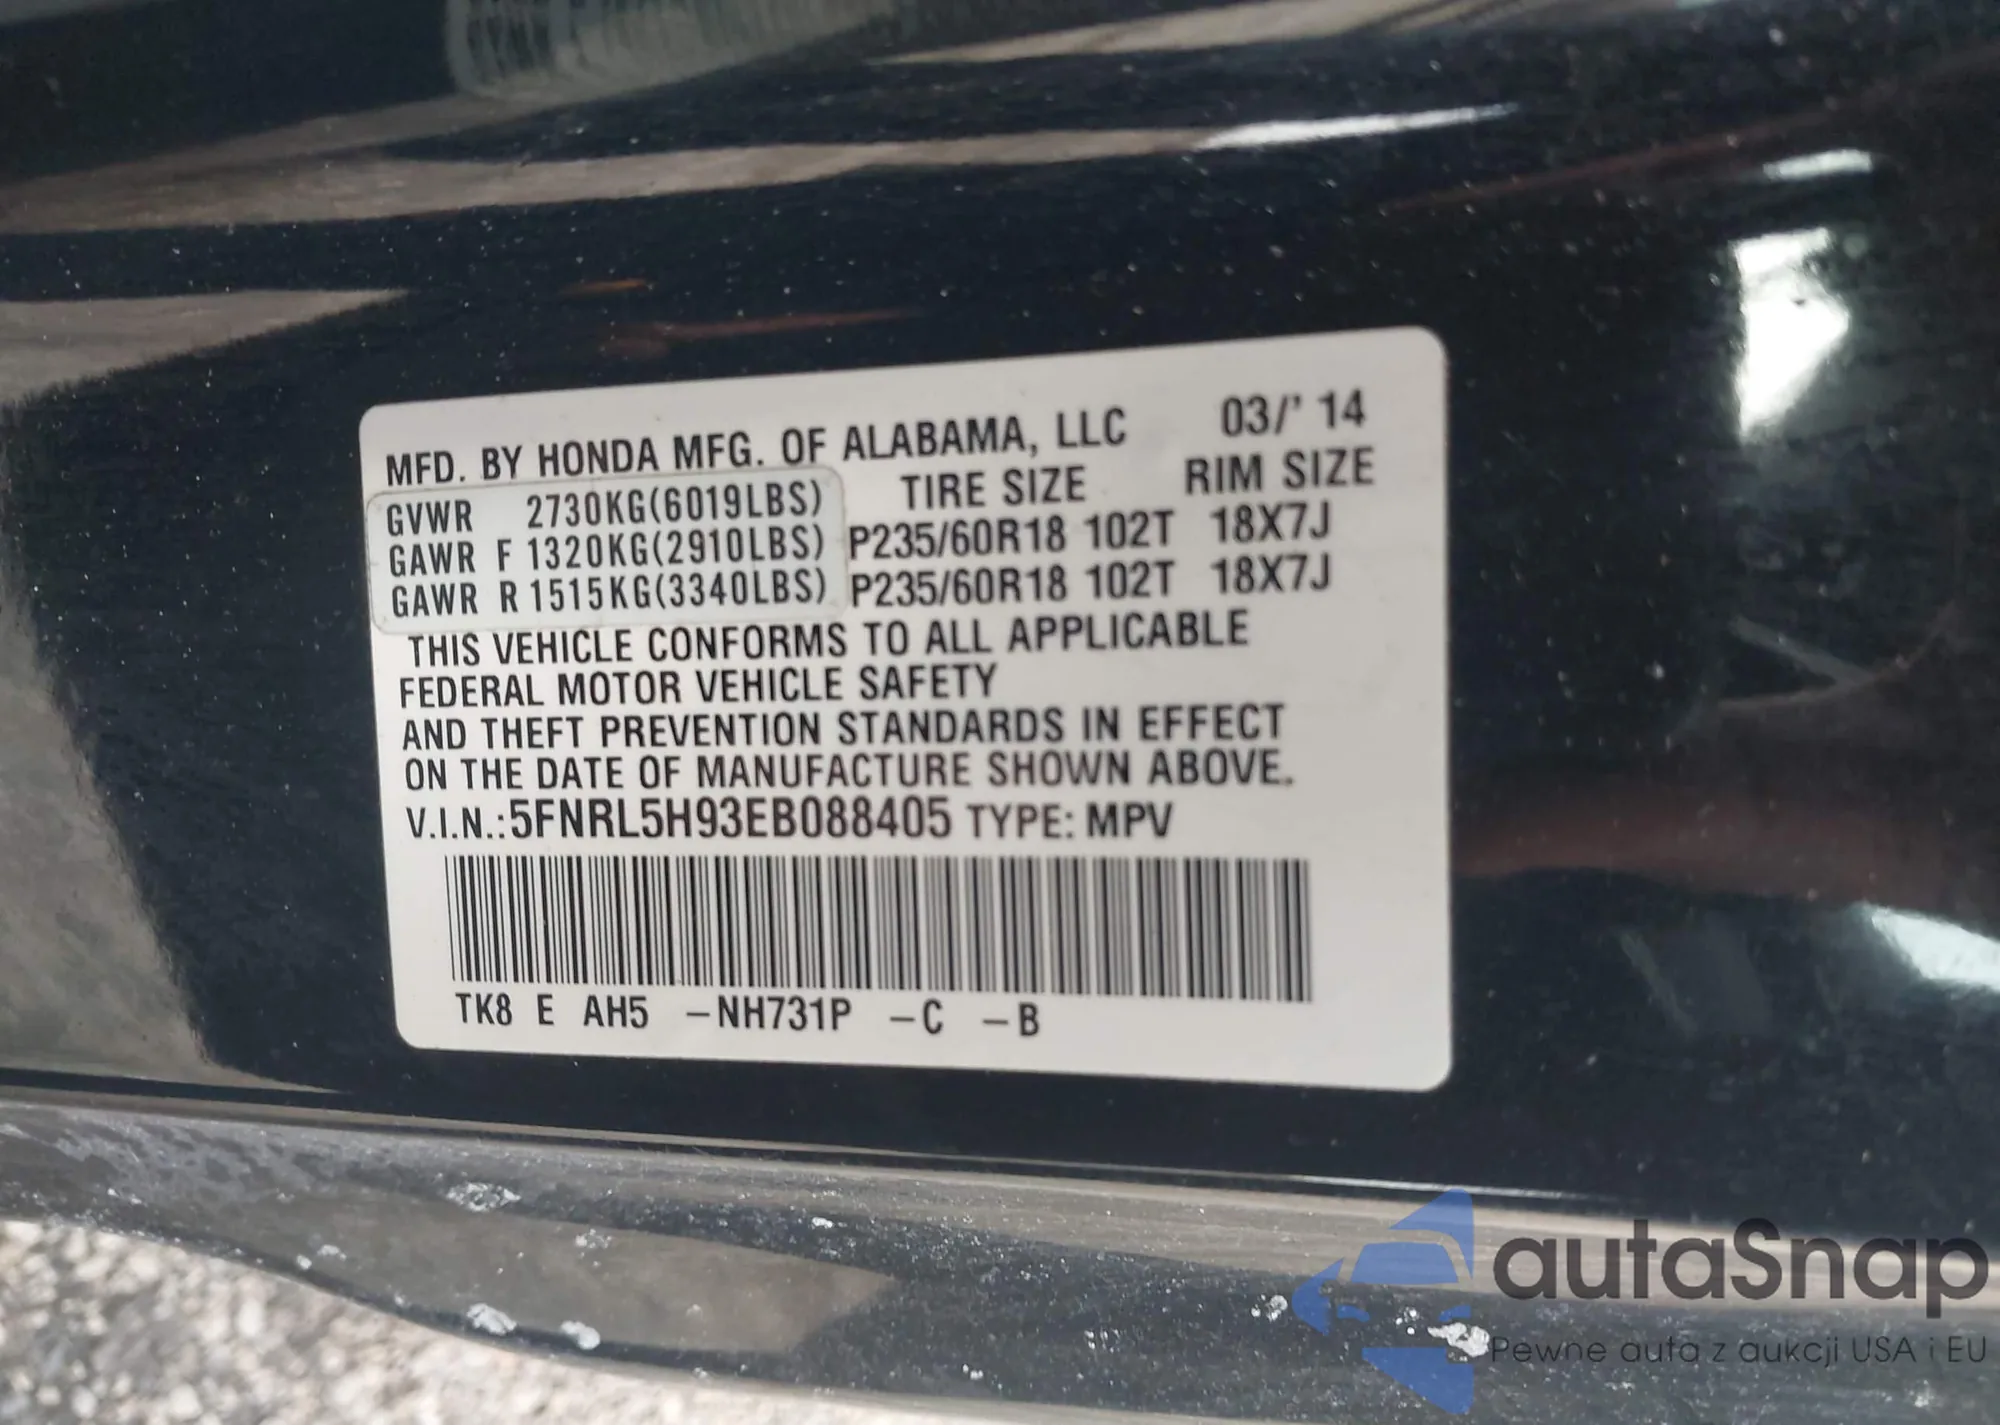 MFD. BY HONDA MFG. OF ALABAMA, LLC 03/' 14
TIRE SIZE RIM SIZE
GVWR 2730KG(6019LBS)
GAWR F 1320KG(2910LBS) P235/60R18 102T 18X7J
GAWR R 1515KG(3340LBS) P235/60R18 102T 18X7J
THIS VEHICLE CONFORMS TO ALL APPLICABLE
FEDERAL MOTOR VEHICLE SAFETY
AND THEFT PREVENTION STANDARDS IN EFFECT
ON THE DATE OF MANUFACTURE SHOWN ABOVE.
V.I.N.:5FNRL5H93EB088405 TYPE: MPV
TK8 E AH5 –NH731P –C –B
autaSnap
Pewne auta z aukcji USA i EU